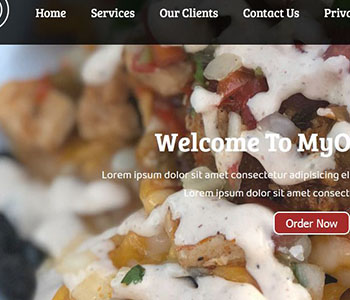 Home Services Our Clients Contact Us Priva
Welcome To MyO
Lorem ipsum dolor sit amet consectetur adipisicing el
Lorem ipsum dolor sit amet consect
Order Now